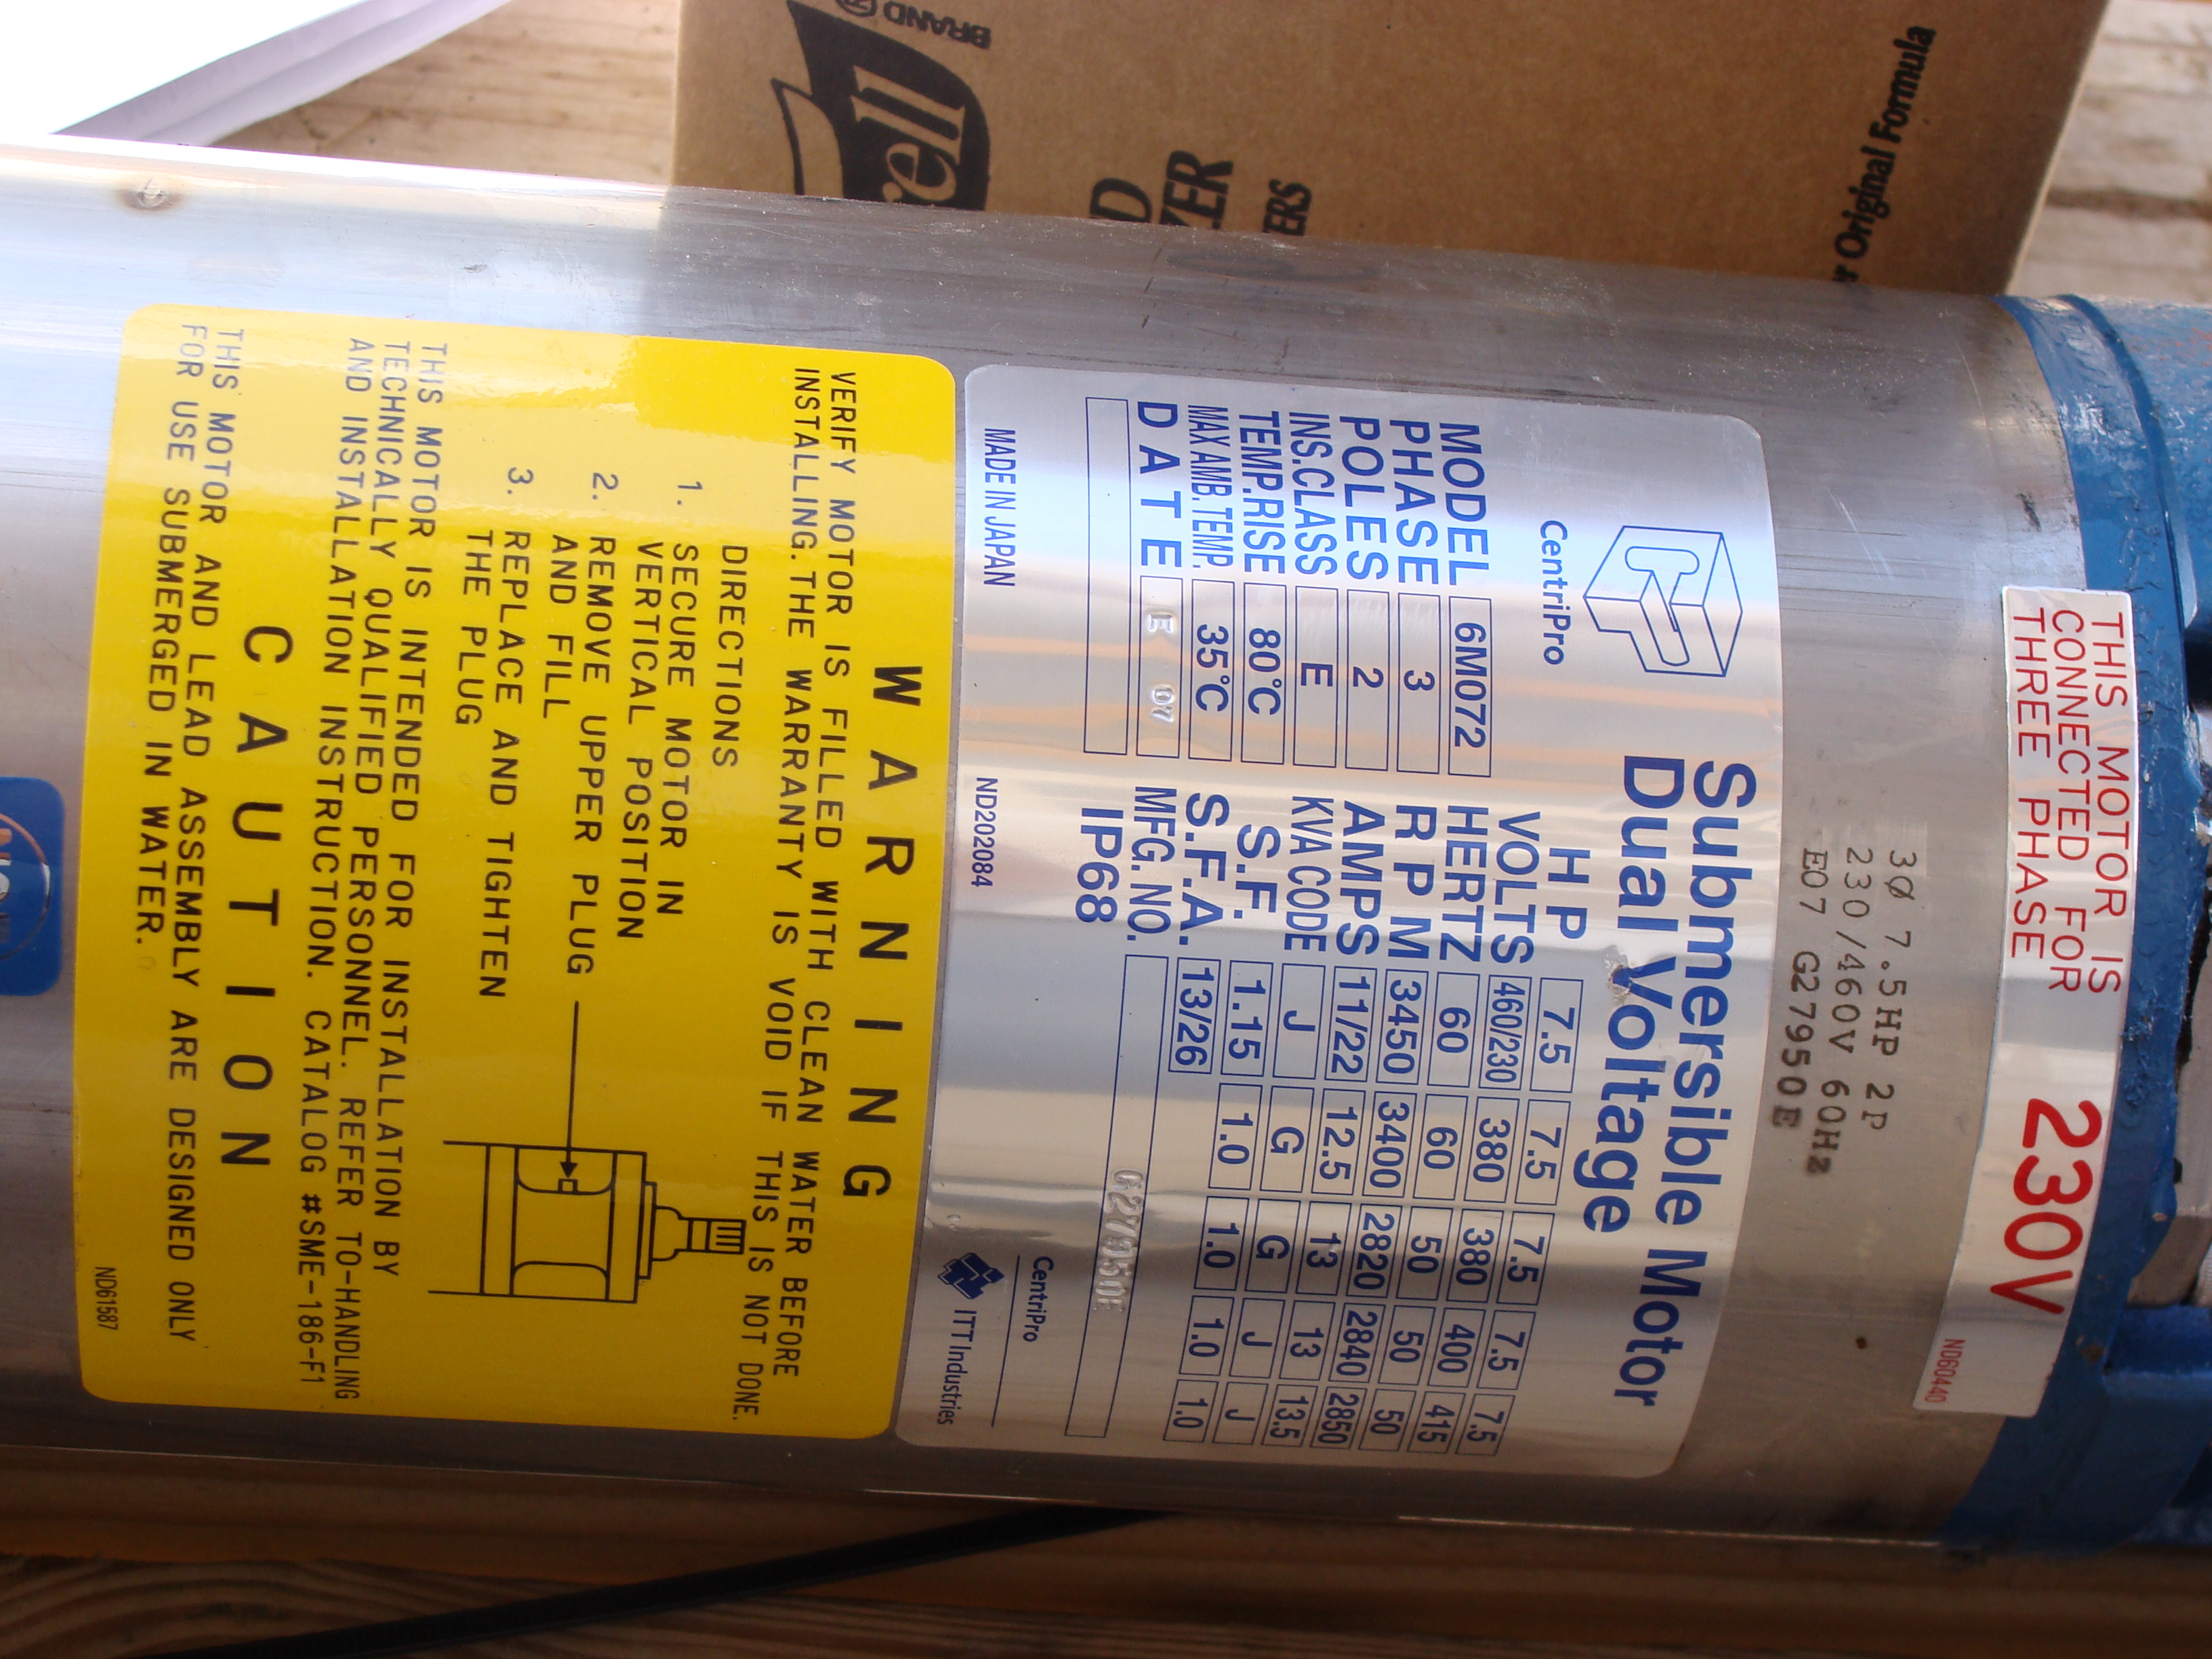 BRAND ®
ell
ZER
ERS
r Original Formula
THIS MOTOR IS
CONNECTED FOR
THREE PHASE
230V
ND60440
3Ø 7.5HP 2P
230/460V 60Hz
E07 G27950E
CentriPro
Submersible Motor
Dual Voltage
HP 7.5 7.5 7.5 7.5 7.5
VOLTS 460/230 380 380 400 415
HERTZ 60 60 50 50 50
RPM 3450 3400 2820 2840 2850
AMPS 11/22 12.5 13 13 13.5
KVA CODE J G G J J
S.F. 1.15 1.0 1.0 1.0 1.0
S.F.A. 13/26
MFG. NO. G27950E
IP68
MODEL 6M072
PHASE 3
POLES 2
INS.CLASS E
TEMP.RISE 80°C
MAX AMB.TEMP. 35°C
DATE E 07
MADE IN JAPAN
ND202084
CentriPro
ITT Industries
WARNING
VERIFY MOTOR IS FILLED WITH CLEAN WATER BEFORE
INSTALLING. THE WARRANTY IS VOID IF THIS IS NOT DONE.
DIRECTIONS
1. SECURE MOTOR IN
VERTICAL POSITION
2. REMOVE UPPER PLUG
AND FILL
3. REPLACE AND TIGHTEN
THE PLUG
THIS MOTOR IS INTENDED FOR INSTALLATION BY
TECHNICALLY QUALIFIED PERSONNEL. REFER TO-HANDLING
AND INSTALLATION INSTRUCTION. CATALOG #SME-186-F1
CAUTION
THIS MOTOR AND LEAD ASSEMBLY ARE DESIGNED ONLY
FOR USE SUBMERGED IN WATER.
ND61587